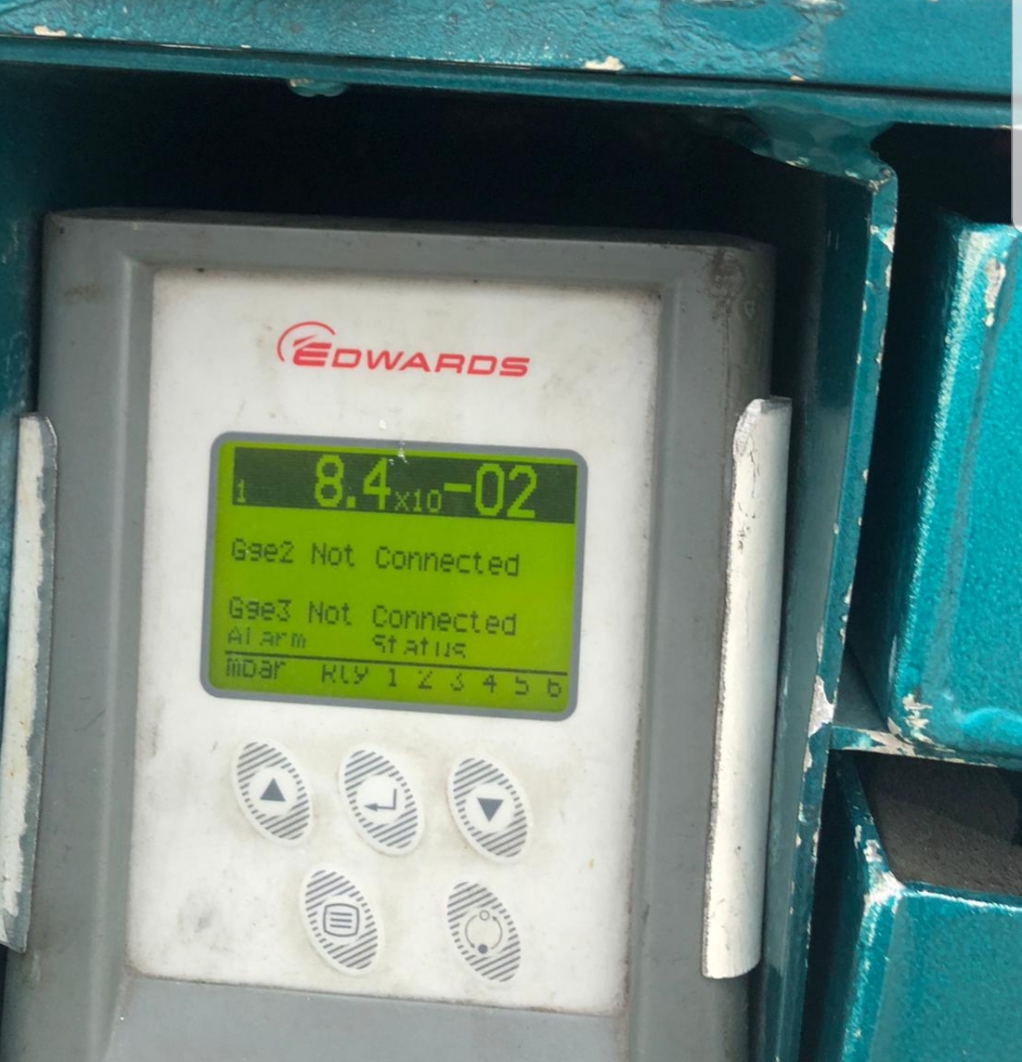 EDWARDS
1 8.4x10-02
Gge2 Not Connected
Gge3 Not Connected
Alarm Status
mbar Rly 1 2 3 4 5 6